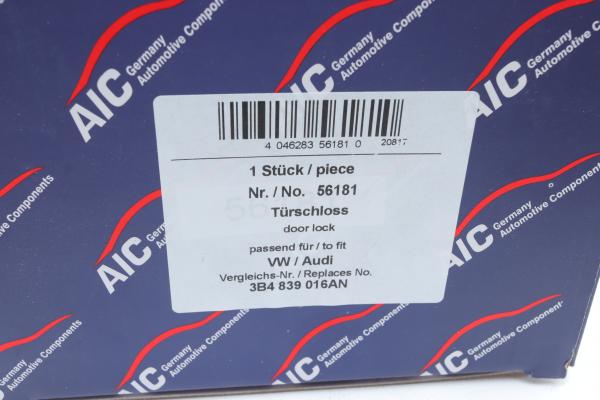 AIC Germany
Automotive Components
AIC Germany
Automotive Components
AIC Germany
Automotive Components
4 046283 56181 0
20817
1 Stück / piece
Nr. / No. 56181
Türschloss
door lock
passend für / to fit
VW / Audi
Vergleichs-Nr. / Replaces No.
3B4 839 016AN
AIC Germany
Automotive Components
AIC Germany
Automotive Components
AIC Germany
Automotive Component